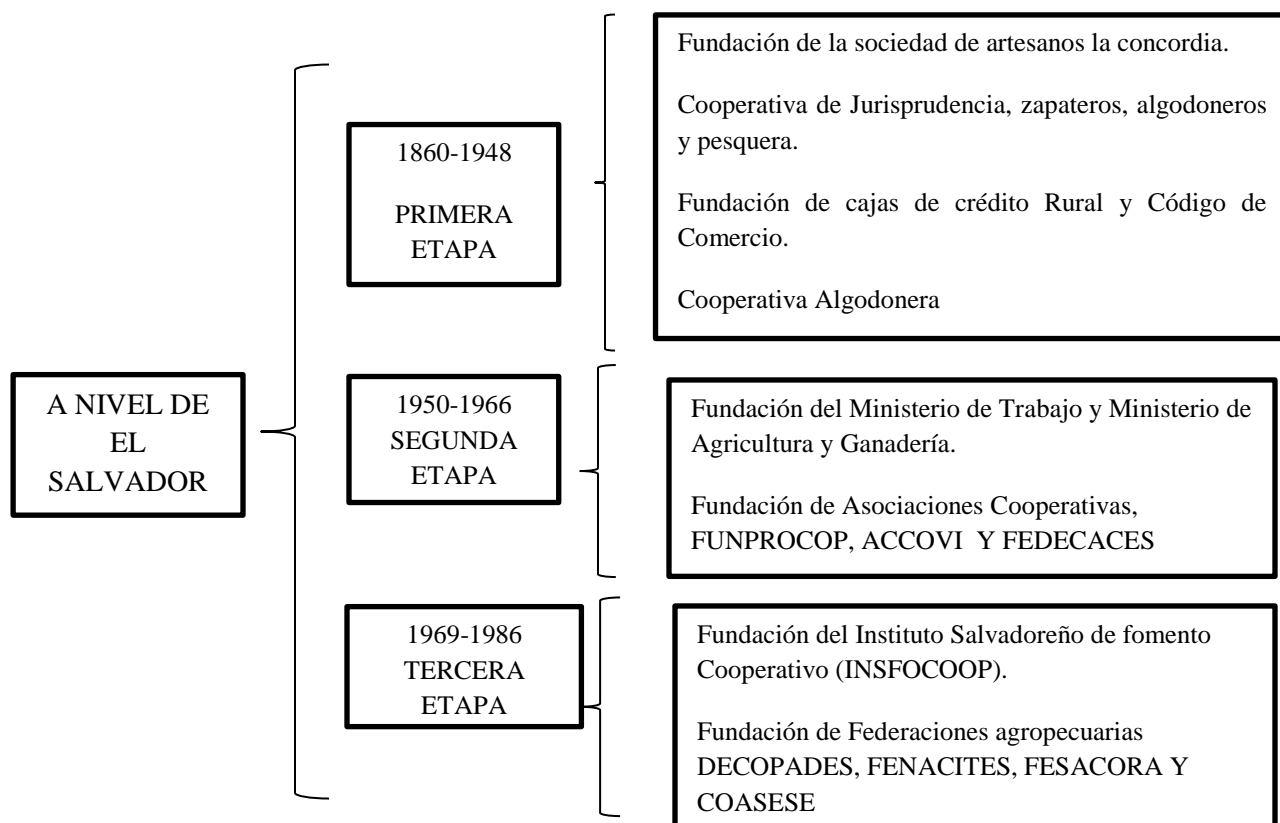 A NIVEL DE
EL
SALVADOR
1860-1948
PRIMERA
ETAPA
Fundación de la sociedad de artesanos la concordia.
Cooperativa de Jurisprudencia, zapateros, algodoneros
y pesquera.
Fundación de cajas de crédito Rural y Código de
Comercio.
Cooperativa Algodonera
1950-1966
SEGUNDA
ETAPA
Fundación del Ministerio de Trabajo y Ministerio de
Agricultura y Ganadería.
Fundación de Asociaciones Cooperativas,
FUNPROCOP, ACCOVI Y FEDECACES
1969-1986
TERCERA
ETAPA
Fundación del Instituto Salvadoreño de fomento
Cooperativo (INSFOCOOP).
Fundación de Federaciones agropecuarias
DECOPADES, FENACITES, FESACORA Y
COASESE